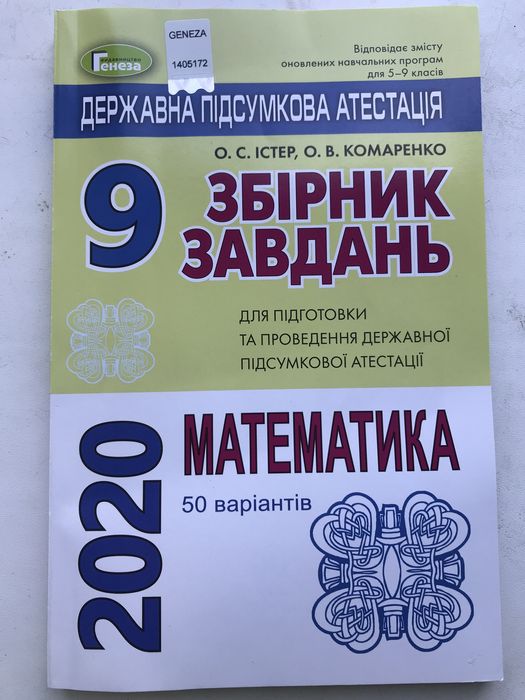 видавництво
Генеза
GENEZA
1405172
Відповідає змісту
оновлених навчальних програм
для 5–9 класів
ДЕРЖАВНА ПІДСУМКОВА АТЕСТАЦІЯ
О. С. ІСТЕР, О. В. КОМАРЕНКО
9
ЗБІРНИК
ЗАВДАНЬ
ДЛЯ ПІДГОТОВКИ
ТА ПРОВЕДЕННЯ ДЕРЖАВНОЇ
ПІДСУМКОВОЇ АТЕСТАЦІЇ
2020
МАТЕМАТИКА
50 варіантів